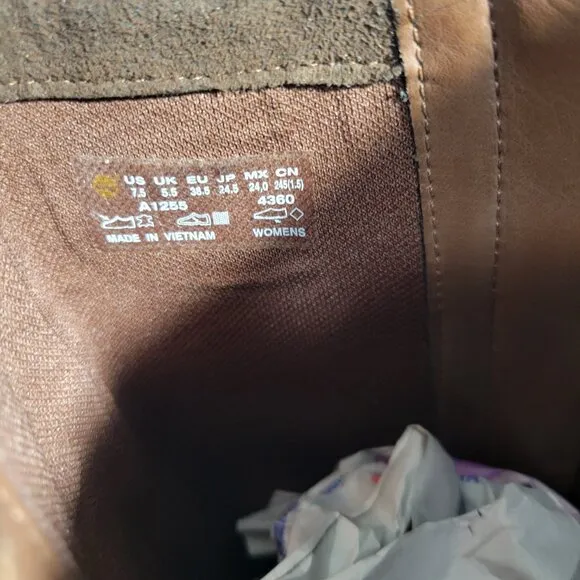 US UK EU JP MX CN
7.5 5.5 38.5 24.5 24,0 245(1.5)
A1255 4360
MADE IN VIETNAM WOMENS